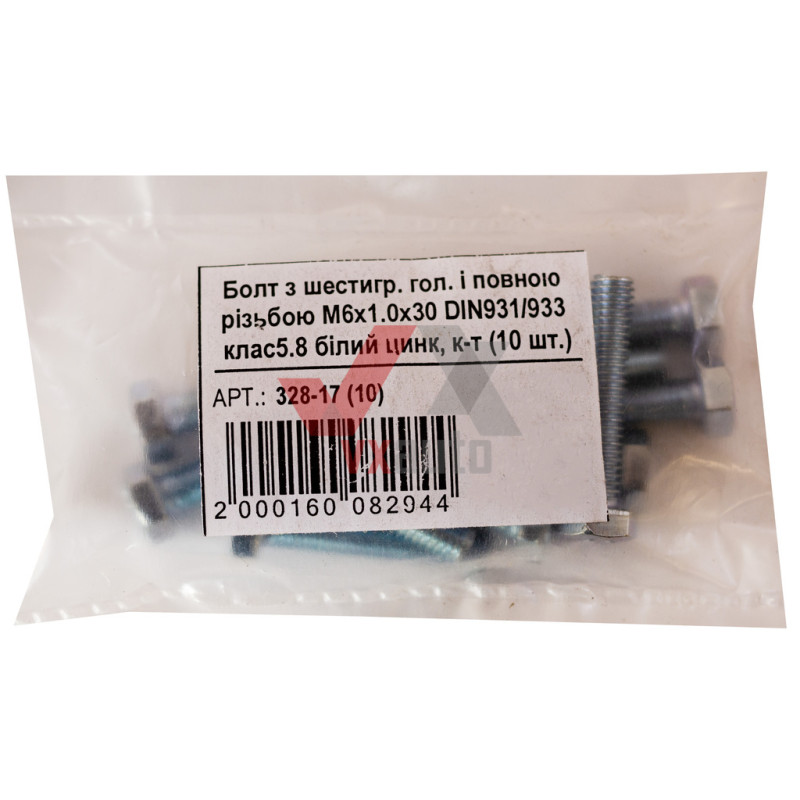 Болт з шестигр. гол. і повною
різьбою М6х1.0х30 DIN931/933
клас5.8 білий цинк, к-т (10 шт.)
АРТ.: 328-17 (10)
vxauto
2 000160 082944